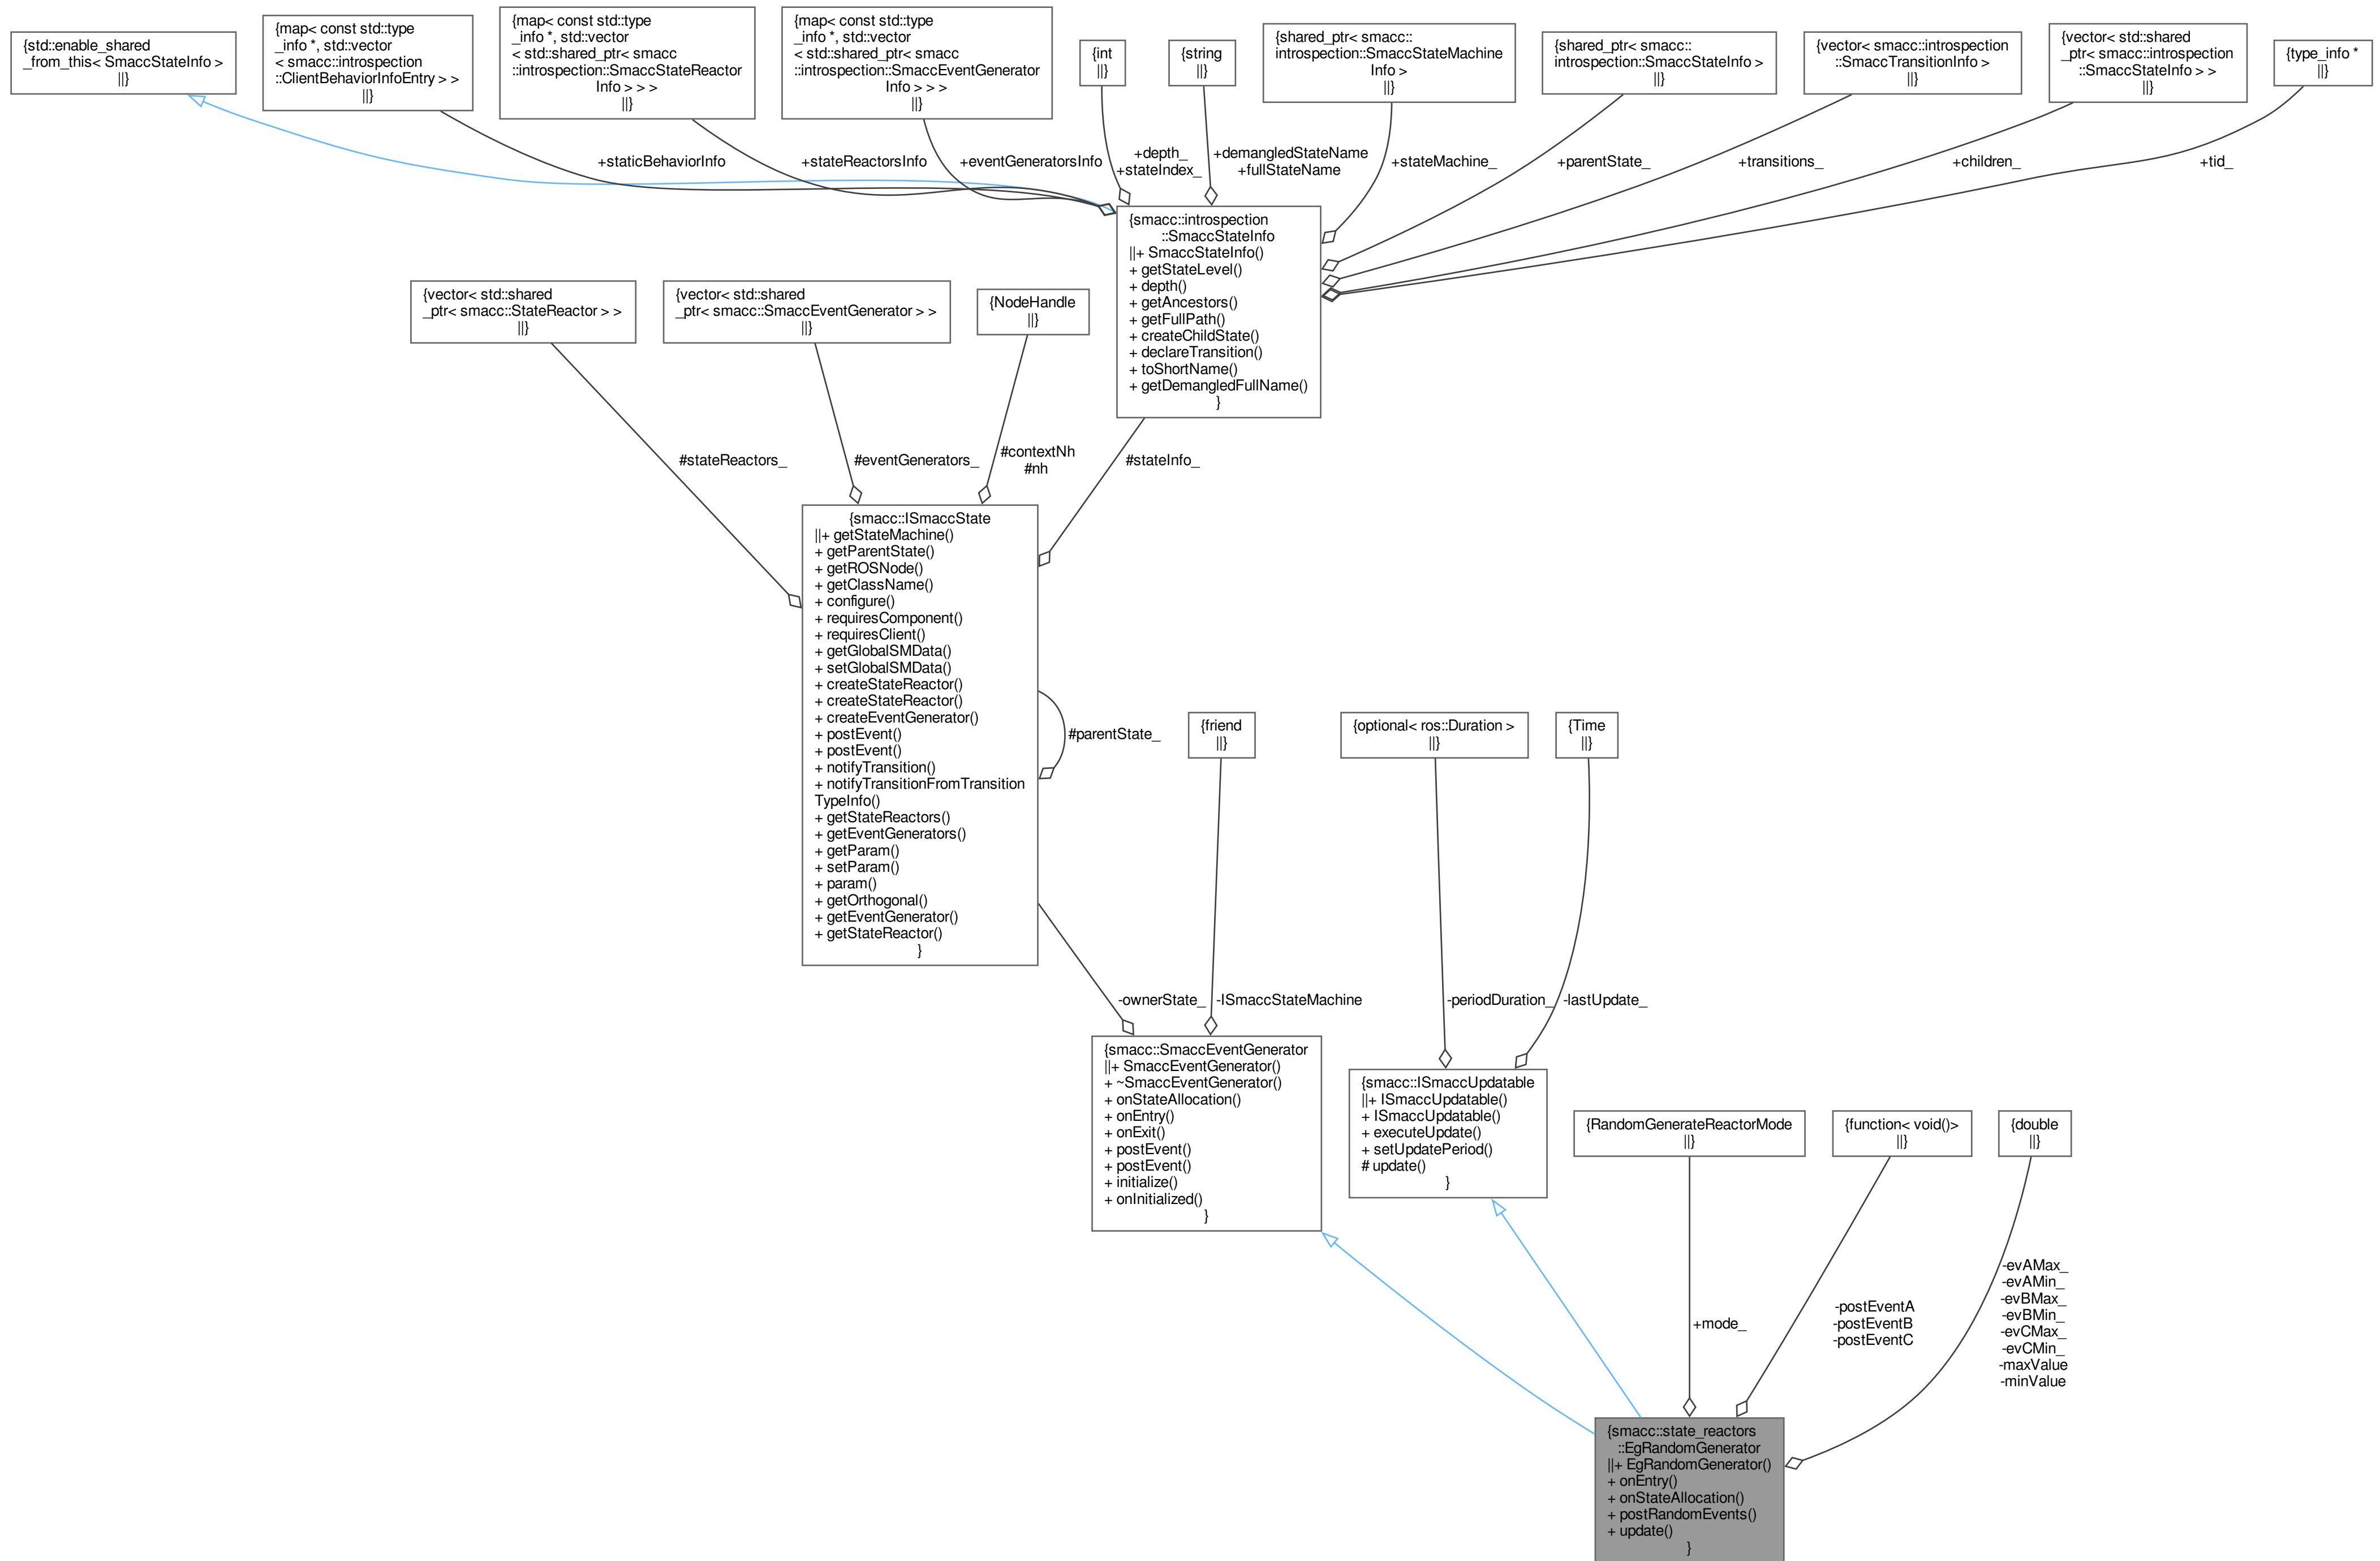 {std::enable_shared
_from_this< SmaccStateInfo >
||}
{map< const std::type
_info *, std::vector
< smacc::introspection
::ClientBehaviorInfoEntry > >
||}
{map< const std::type
_info *, std::vector
< std::shared_ptr< smacc
::introspection::SmaccStateReactor
Info > > >
||}
{map< const std::type
_info *, std::vector
< std::shared_ptr< smacc
::introspection::SmaccEventGenerator
Info > > >
||}
{int
||}
{string
||}
{shared_ptr< smacc::
introspection::SmaccStateMachine
Info >
||}
{shared_ptr< smacc::
introspection::SmaccStateInfo >
||}
{vector< smacc::introspection
::SmaccTransitionInfo >
||}
{vector< std::shared
_ptr< smacc::introspection
::SmaccStateInfo > >
||}
{type_info *
||}
+staticBehaviorInfo
+stateReactorsInfo
+eventGeneratorsInfo
+depth_
+stateIndex_
+demangledStateName
+fullStateName
+stateMachine_
+parentState_
+transitions_
+children_
+tid_
{smacc::introspection
::SmaccStateInfo
||+ SmaccStateInfo()
+ getStateLevel()
+ depth()
+ getAncestors()
+ getFullPath()
+ createChildState()
+ declareTransition()
+ toShortName()
+ getDemangledFullName()
}
{vector< std::shared
_ptr< smacc::StateReactor > >
||}
{vector< std::shared
_ptr< smacc::SmaccEventGenerator > >
||}
{NodeHandle
||}
#stateReactors_
#eventGenerators_
#contextNh
#nh
#stateInfo_
{smacc::ISmaccState
||+ getStateMachine()
+ getParentState()
+ getROSNode()
+ getClassName()
+ configure()
+ requiresComponent()
+ requiresClient()
+ getGlobalSMData()
+ setGlobalSMData()
+ createStateReactor()
+ createStateReactor()
+ createEventGenerator()
+ postEvent()
+ postEvent()
+ notifyTransition()
+ notifyTransitionFromTransition
TypeInfo()
+ getStateReactors()
+ getEventGenerators()
+ getParam()
+ setParam()
+ param()
+ getOrthogonal()
+ getEventGenerator()
+ getStateReactor()
}
#parentState_
{friend
||}
{optional< ros::Duration >
||}
{Time
||}
-ownerState_
-ISmaccStateMachine
-periodDuration_
-lastUpdate_
{smacc::SmaccEventGenerator
||+ SmaccEventGenerator()
+ ~SmaccEventGenerator()
+ onStateAllocation()
+ onEntry()
+ onExit()
+ postEvent()
+ postEvent()
+ initialize()
+ onInitialized()
}
{smacc::ISmaccUpdatable
||+ ISmaccUpdatable()
+ ISmaccUpdatable()
+ executeUpdate()
+ setUpdatePeriod()
# update()
}
{RandomGenerateReactorMode
||}
{function< void()>
||}
{double
||}
+mode_
-postEventA
-postEventB
-postEventC
-evAMax_
-evAMin_
-evBMax_
-evBMin_
-evCMax_
-evCMin_
-maxValue
-minValue
{smacc::state_reactors
::EgRandomGenerator
||+ EgRandomGenerator()
+ onEntry()
+ onStateAllocation()
+ postRandomEvents()
+ update()
}